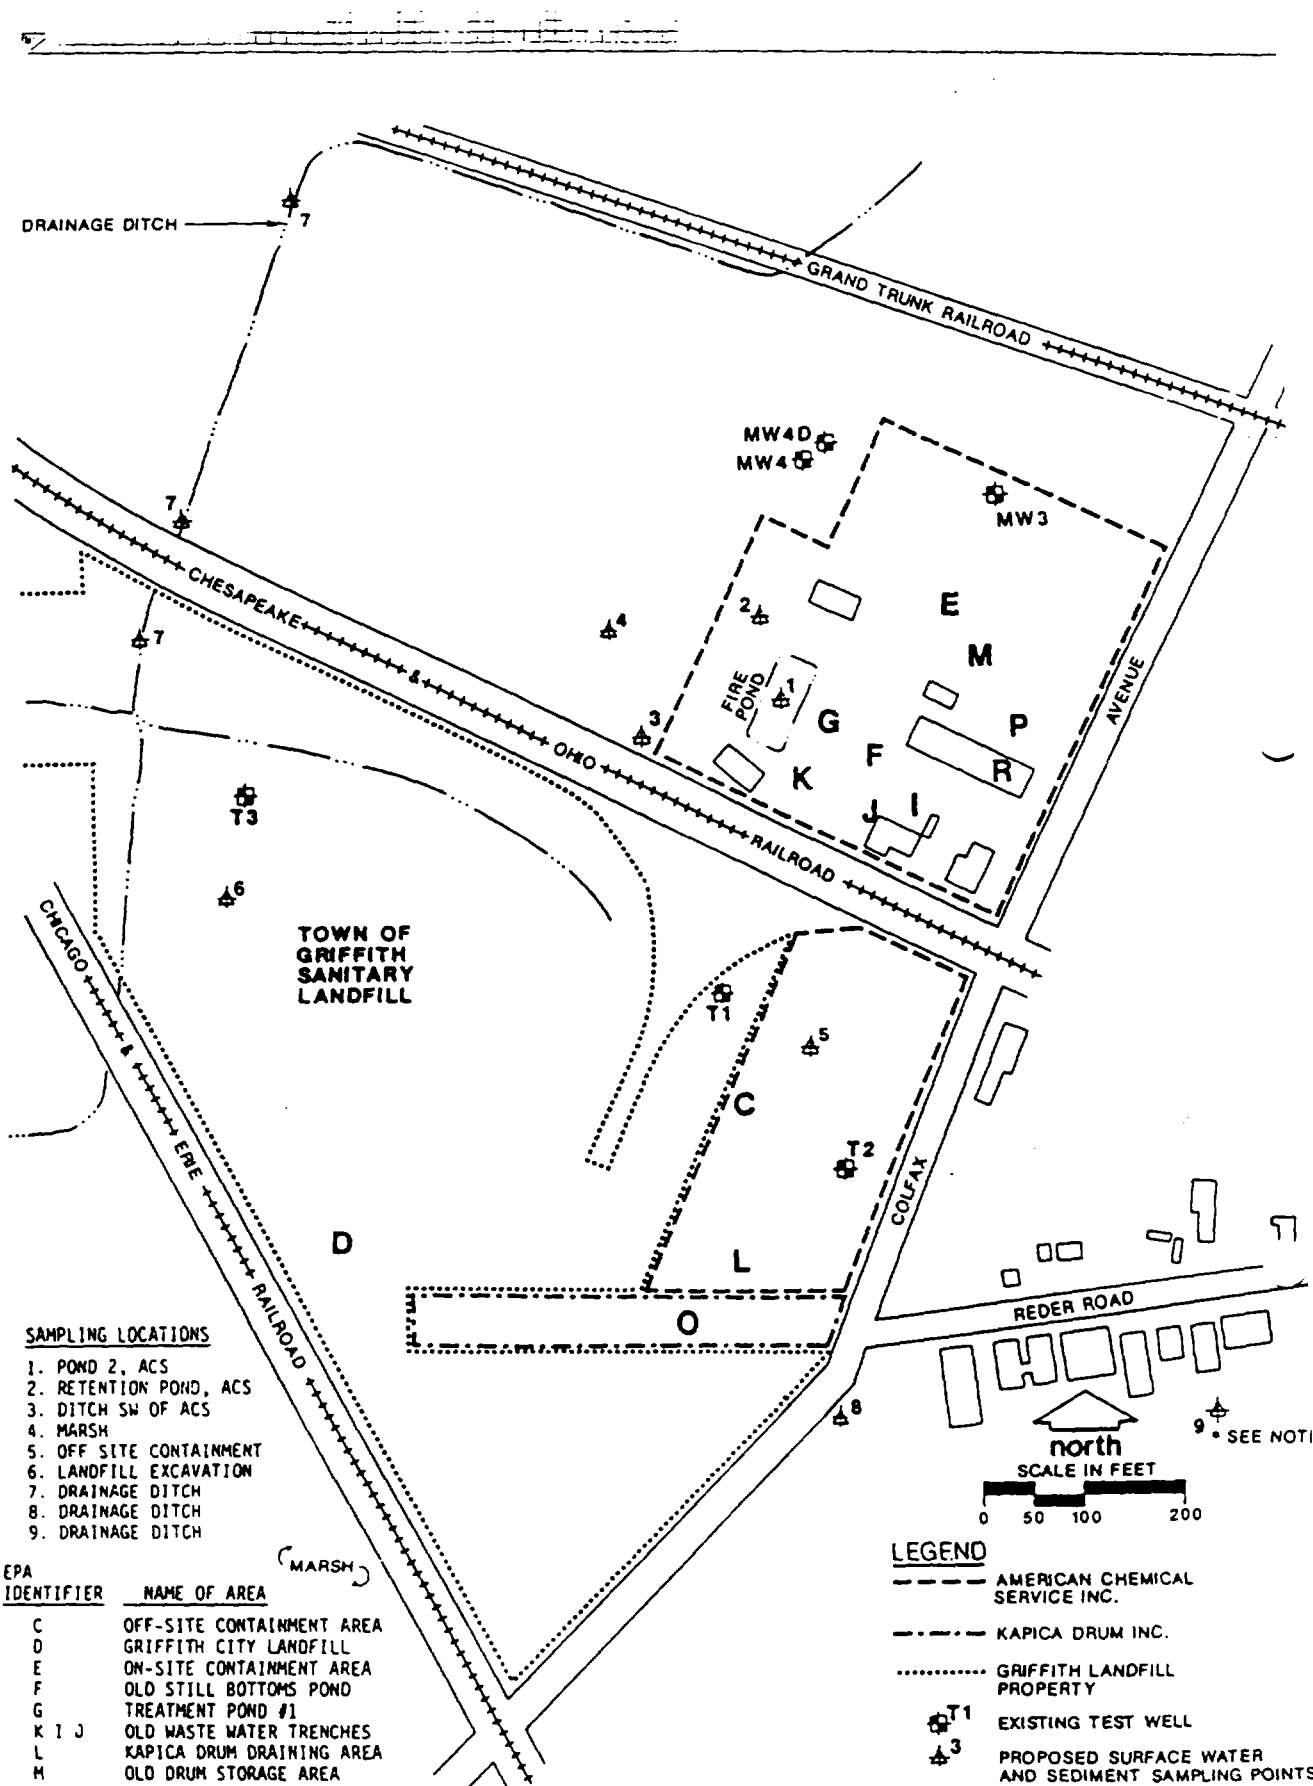 DRAINAGE DITCH
7
GRAND TRUNK RAILROAD
MW4D
MW4
MW3
7
CHESAPEAKE & OHIO RAILROAD
7
4
2
E
M
FIRE POND
1
G
P
AVENUE
3
F
R
K
J
I
T3
6
CHICAGO & ERIE RAILROAD
TOWN OF
GRIFFITH
SANITARY
LANDFILL
T1
5
C
T2
COLFAX
D
L
O
REDER ROAD
8
9 * SEE NOTI
north
SCALE IN FEET
0 50 100 200
SAMPLING LOCATIONS
1. POND 2, ACS
2. RETENTION POND, ACS
3. DITCH SW OF ACS
4. MARSH
5. OFF SITE CONTAINMENT
6. LANDFILL EXCAVATION
7. DRAINAGE DITCH
8. DRAINAGE DITCH
9. DRAINAGE DITCH
MARSH
EPA
IDENTIFIER NAME OF AREA
C OFF-SITE CONTAINMENT AREA
D GRIFFITH CITY LANDFILL
E ON-SITE CONTAINMENT AREA
F OLD STILL BOTTOMS POND
G TREATMENT POND #1
K I J OLD WASTE WATER TRENCHES
L KAPICA DRUM DRAINING AREA
M OLD DRUM STORAGE AREA
LEGEND
AMERICAN CHEMICAL
SERVICE INC.
KAPICA DRUM INC.
GRIFFITH LANDFILL
PROPERTY
T1 EXISTING TEST WELL
3 PROPOSED SURFACE WATER
AND SEDIMENT SAMPLING POINTS